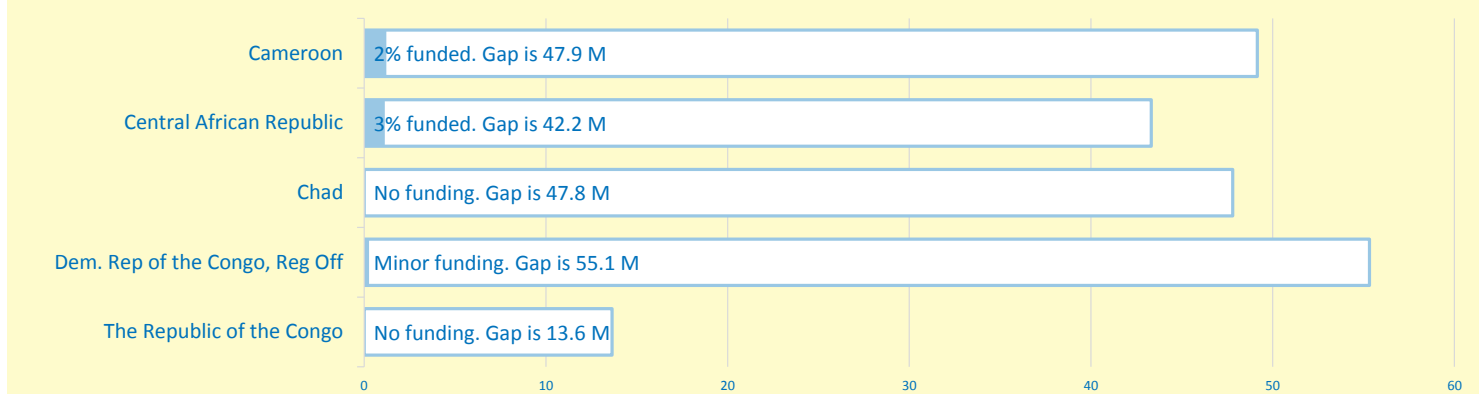 Cameroon
2% funded. Gap is 47.9 M
Central African Republic
3% funded. Gap is 42.2 M
Chad
No funding. Gap is 47.8 M
Dem. Rep of the Congo, Reg Off
Minor funding. Gap is 55.1 M
The Republic of the Congo
No funding. Gap is 13.6 M
0 10 20 30 40 50 60